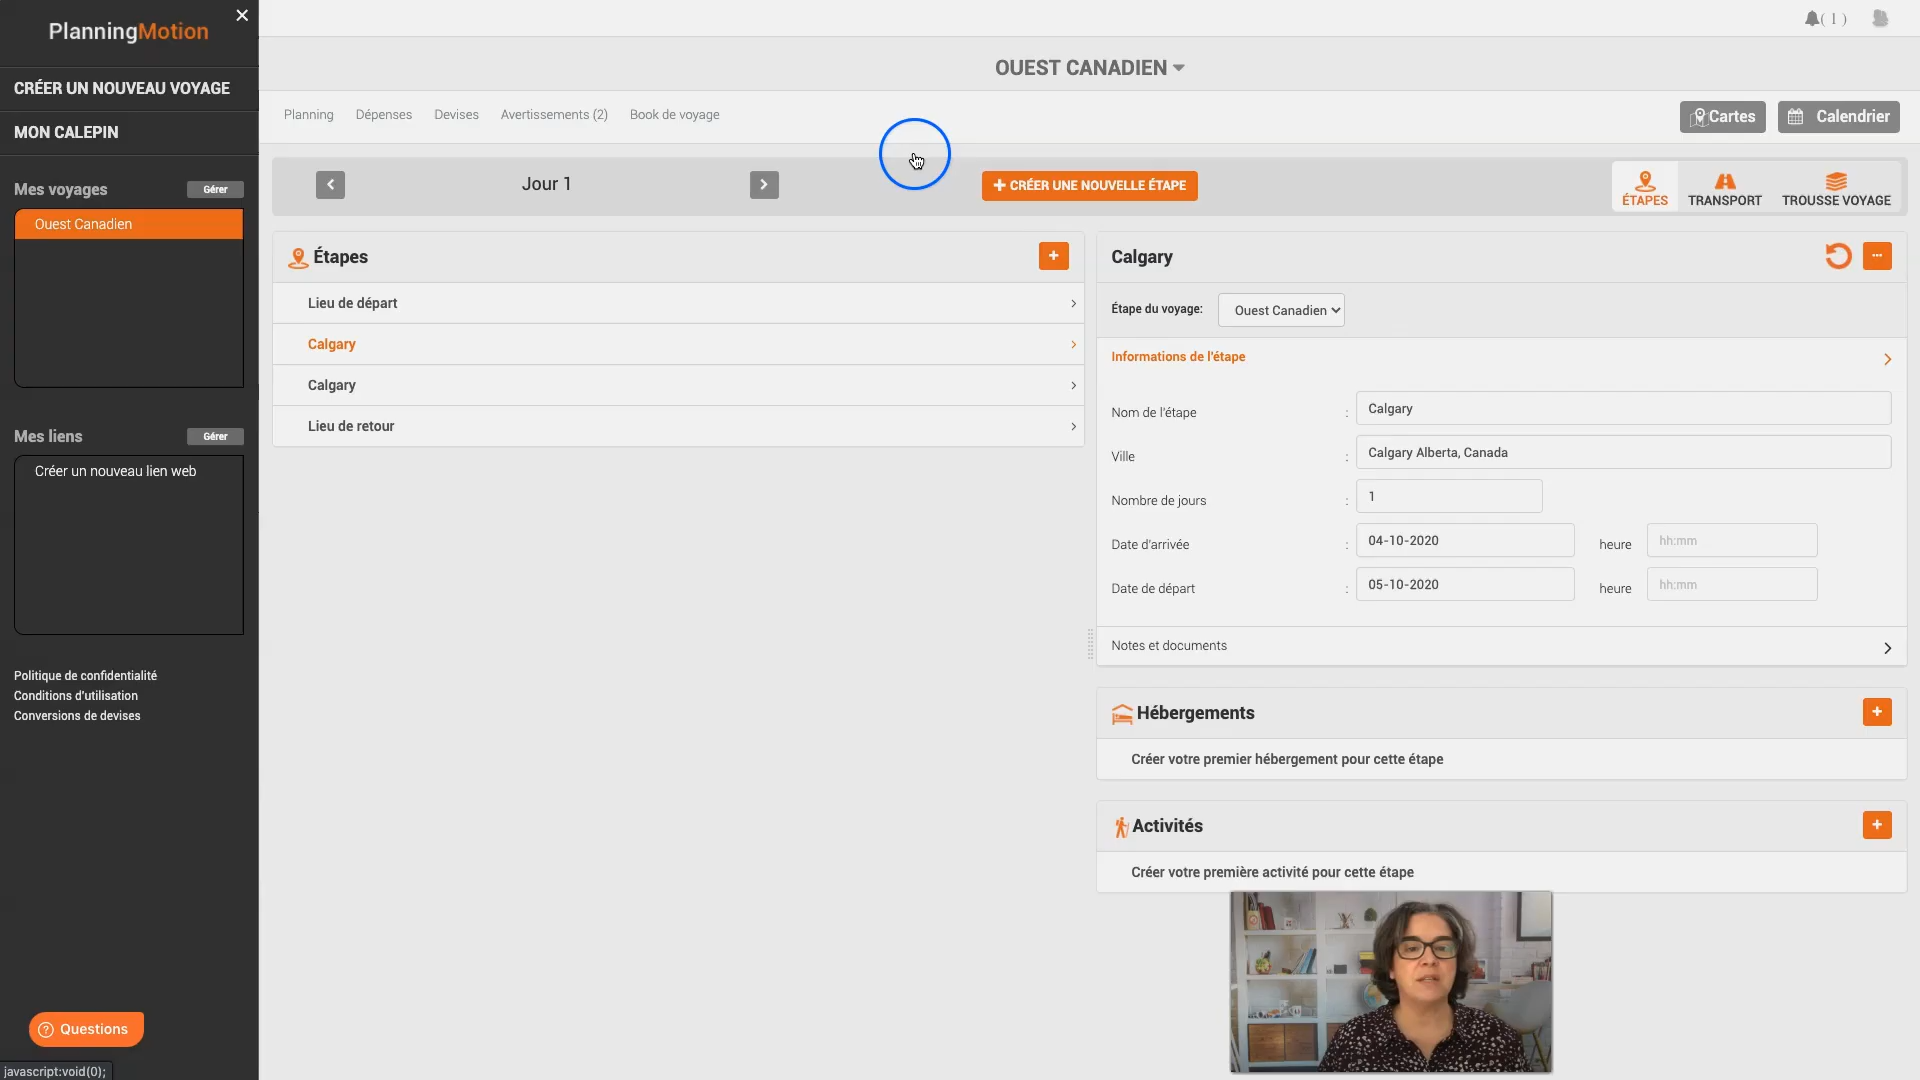 PlanningMotion
CRÉER UN NOUVEAU VOYAGE
MON CALEPIN
Mes voyages
Gérer
Ouest Canadien
Mes liens
Gérer
Créer un nouveau lien web
Politique de confidentialité
Conditions d'utilisation
Conversions de devises
Questions
javascript:void(0);
( 1 )
OUEST CANADIEN
Planning Dépenses Devises Avertissements (2) Book de voyage
Cartes
Calendrier
Jour 1
CRÉER UNE NOUVELLE ÉTAPE
ÉTAPES TRANSPORT TROUSSE VOYAGE
Étapes
Lieu de départ
Calgary
Calgary
Lieu de retour
Calgary
Étape du voyage: Ouest Canadien
Informations de l'étape
Nom de l'étape : Calgary
Ville : Calgary Alberta, Canada
Nombre de jours : 1
Date d'arrivée : 04-10-2020 heure hh:mm
Date de départ : 05-10-2020 heure hh:mm
Notes et documents
Hébergements
Créer votre premier hébergement pour cette étape
Activités
Créer votre première activité pour cette étape